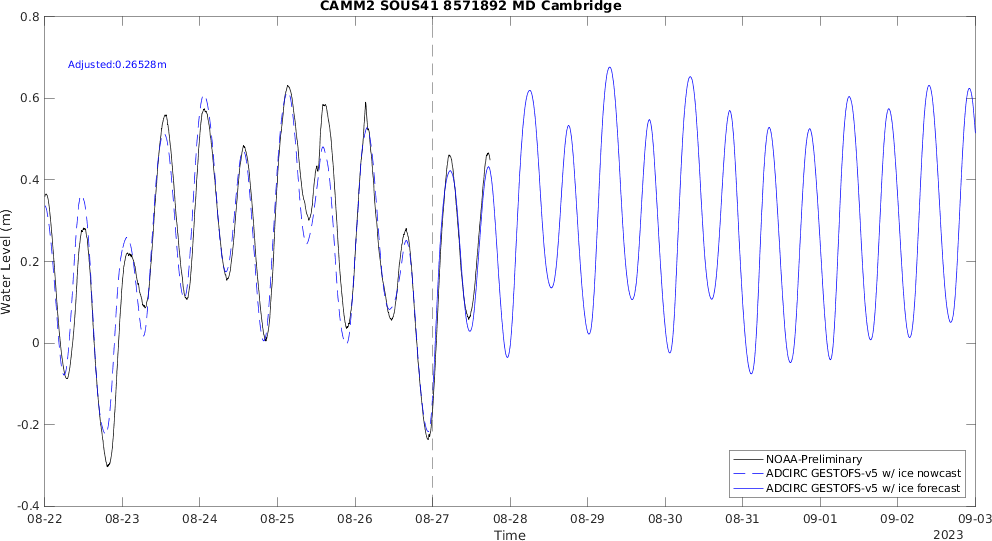 CAMM2 SOUS41 8571892 MD Cambridge
Adjusted:0.26528m
0.8
0.6
0.4
0.2
0
-0.2
-0.4
Water Level (m)
NOAA-Preliminary
ADCIRC GESTOFS-v5 w/ ice nowcast
ADCIRC GESTOFS-v5 w/ ice forecast
08-22 08-23 08-24 08-25 08-26 08-27 08-28 08-29 08-30 08-31 09-01 09-02 09-03
Time
2023